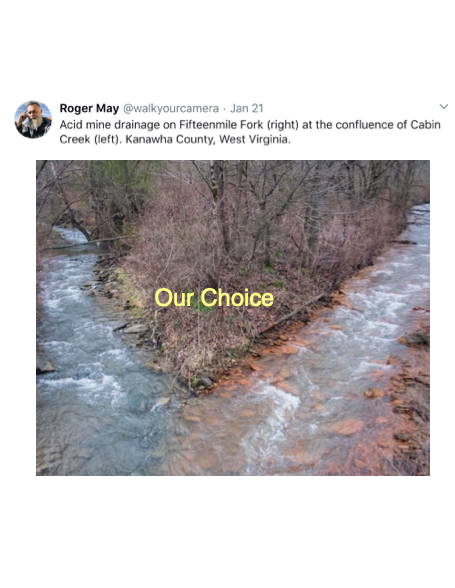 Roger May @walkyourcamera · Jan 21
Acid mine drainage on Fifteenmile Fork (right) at the confluence of Cabin
Creek (left). Kanawha County, West Virginia.
Our Choice